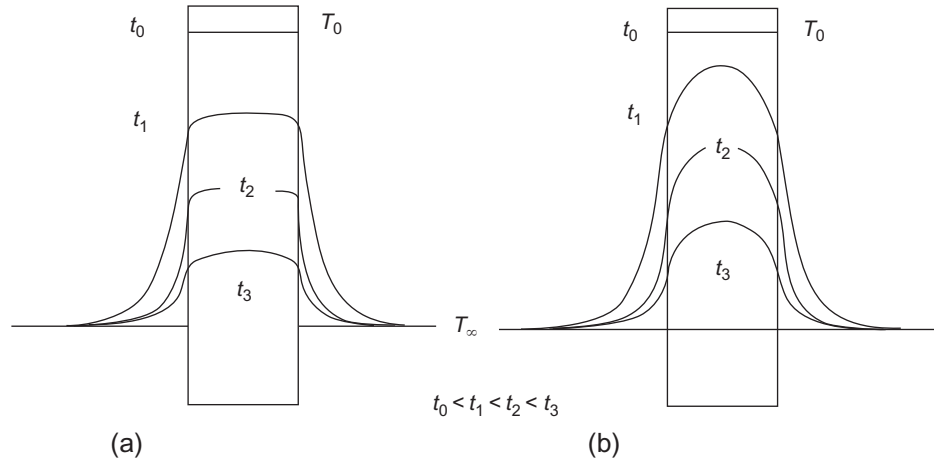 t₀ T₀ t₀ T₀
t₁ t₁
t₂ t₂
t₃ t₃
T∞
t₀ < t₁ < t₂ < t₃
(a) (b)